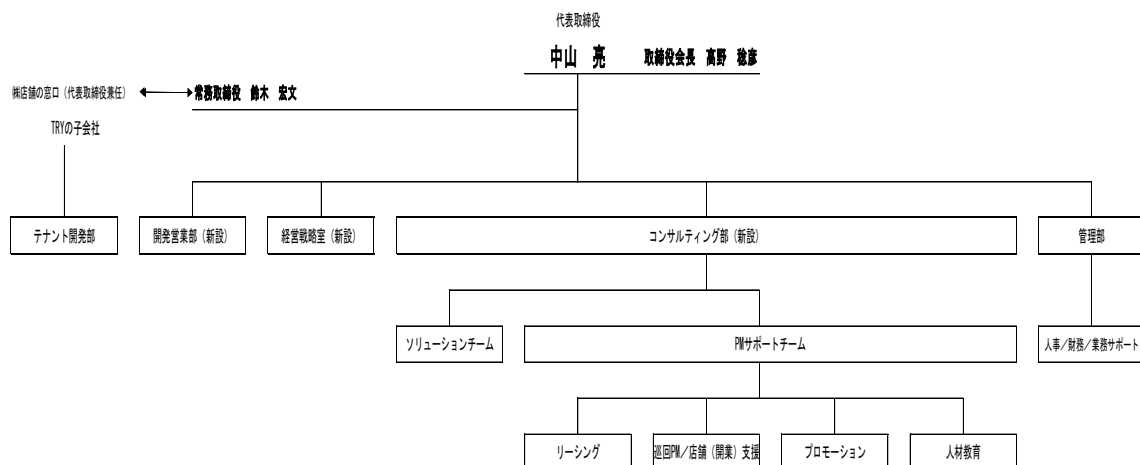 代表取締役
中山 亮 取締役会長 髙野 稔彦
㈱店舗の窓口（代表取締役兼任） 常務取締役 鈴木 宏文
TRYの子会社
テナント開発部 開発営業部（新設） 経営戦略室（新設） コンサルティング部（新設） 管理部
ソリューションチーム PMサポートチーム 人事／財務／業務サポート
リーシング 巡回PM／店舗（開業）支援 プロモーション 人材教育